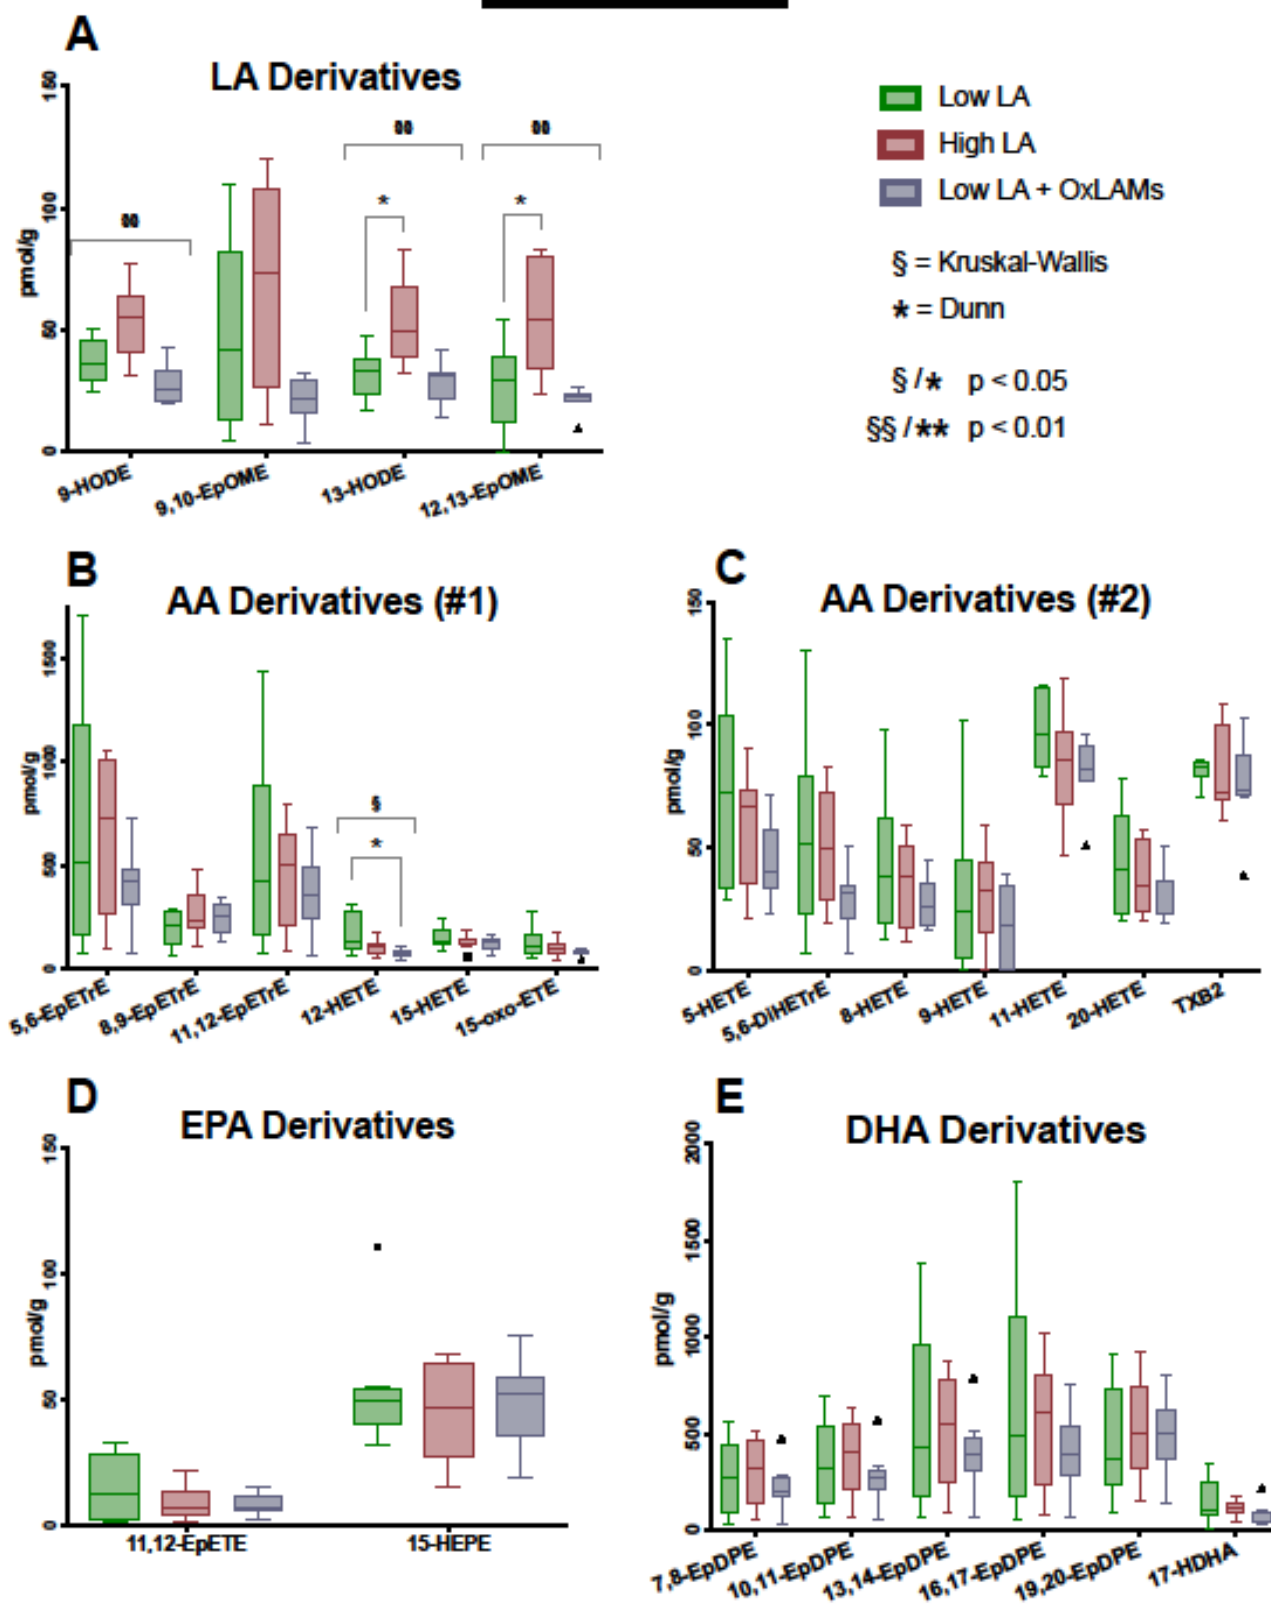 A
LA Derivatives
150
100
50
0
pmol/g
§§
§§
§§
*
*
9-HODE
9,10-EpOME
13-HODE
12,13-EpOME
Low LA
High LA
Low LA + OxLAMs
§ = Kruskal-Wallis
* = Dunn
§ /* p < 0.05
§§ /** p < 0.01
B
AA Derivatives (#1)
1500
1000
500
0
pmol/g
§
*
5,6-EpETrE
8,9-EpETrE
11,12-EpETrE
12-HETE
15-HETE
15-oxo-ETE
C
AA Derivatives (#2)
150
100
50
0
pmol/g
5-HETE
5,6-DiHETrE
8-HETE
9-HETE
11-HETE
20-HETE
TXB2
D
EPA Derivatives
150
100
50
0
pmol/g
11,12-EpETE
15-HEPE
E
DHA Derivatives
2000
1500
1000
500
0
pmol/g
7,8-EpDPE
10,11-EpDPE
13,14-EpDPE
16,17-EpDPE
19,20-EpDPE
17-HDHA